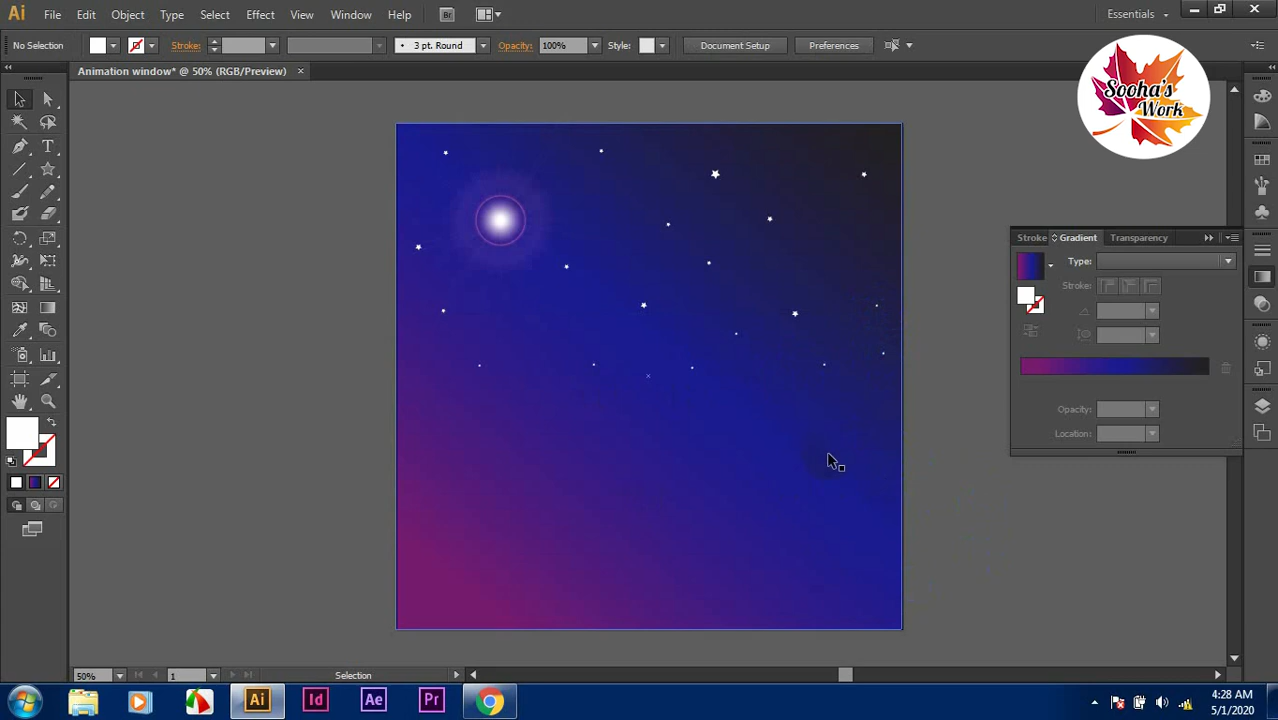 Ai File Edit Object Type Select Effect View Window Help Br Essentials
No Selection Stroke: 3 pt. Round Opacity: 100% Style: Document Setup Preferences
Animation window* @ 50% (RGB/Preview)
Sooha's
Work
Stroke Gradient Transparency
Type:
Stroke:
Opacity:
Location:
50% 1 Selection
Ai Id Ae Pr
4:28 AM
5/1/2020